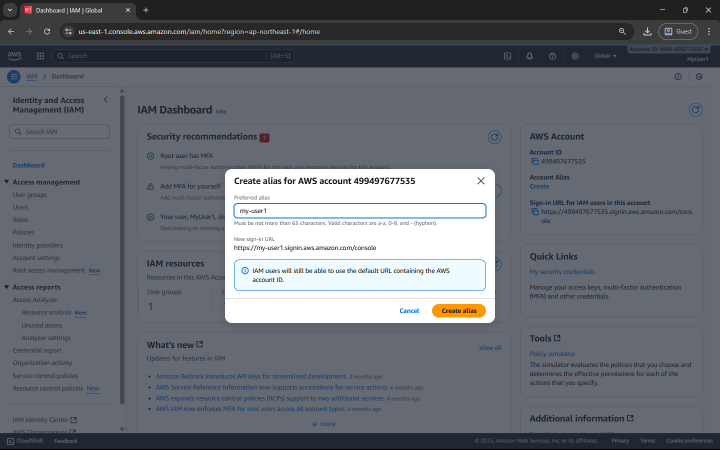 Dashboard | IAM | Global
us-east-1.console.aws.amazon.com/iam/home?region=ap-northeast-1#/home
Guest
aws
Search
[Alt+S]
Global
Account ID: 4994-9767-7535
MyUser1
IAM
Dashboard
Identity and Access
Management (IAM)
Search IAM
Dashboard
Access management
User groups
Users
Roles
Policies
Identity providers
Account settings
Root access management New
Access reports
Access Analyzer
Resource analysis New
Unused access
Analyzer settings
Credential report
Organization activity
Service control policies
Resource control policies New
IAM Identity Center
AWS Organizations
IAM Dashboard Info
Security recommendations 1
Root user has MFA
Having multi-factor authentication (MFA) for the root user improves security for this account.
Add MFA for yourself
Add multi-factor
Your user, MyUser1, do
Deactivating or deleting
IAM resources
Resources in this AWS Accou
User groups
1
What's new
View all
Updates for features in IAM
Amazon Bedrock introduces API keys for streamlined development. 3 months ago
AWS Service Reference Information now supports annotations for service actions. 4 months ago
AWS expands resource control policies (RCPs) support to two additional services. 4 months ago
AWS IAM now enforces MFA for root users across all account types. 4 months ago
more
Create alias for AWS account 499497677535
Preferred alias
my-user1
Must be not more than 63 characters. Valid characters are a-z, 0-9, and - (hyphen).
New sign-in URL
https://my-user1.signin.aws.amazon.com/console
IAM users will still be able to use the default URL containing the AWS
account ID.
Cancel
Create alias
AWS Account
Account ID
499497677535
Account Alias
Create
Sign-in URL for IAM users in this account
https://499497677535.signin.aws.amazon.com/cons
ole
Quick Links
My security credentials
Manage your access keys, multi-factor authentication
(MFA) and other credentials.
Tools
Policy simulator
The simulator evaluates the policies that you choose and
determines the effective permissions for each of the
actions that you specify.
Additional information
CloudShell
Feedback
© 2025, Amazon Web Services, Inc. or its affiliates.
Privacy
Terms
Cookie preferences